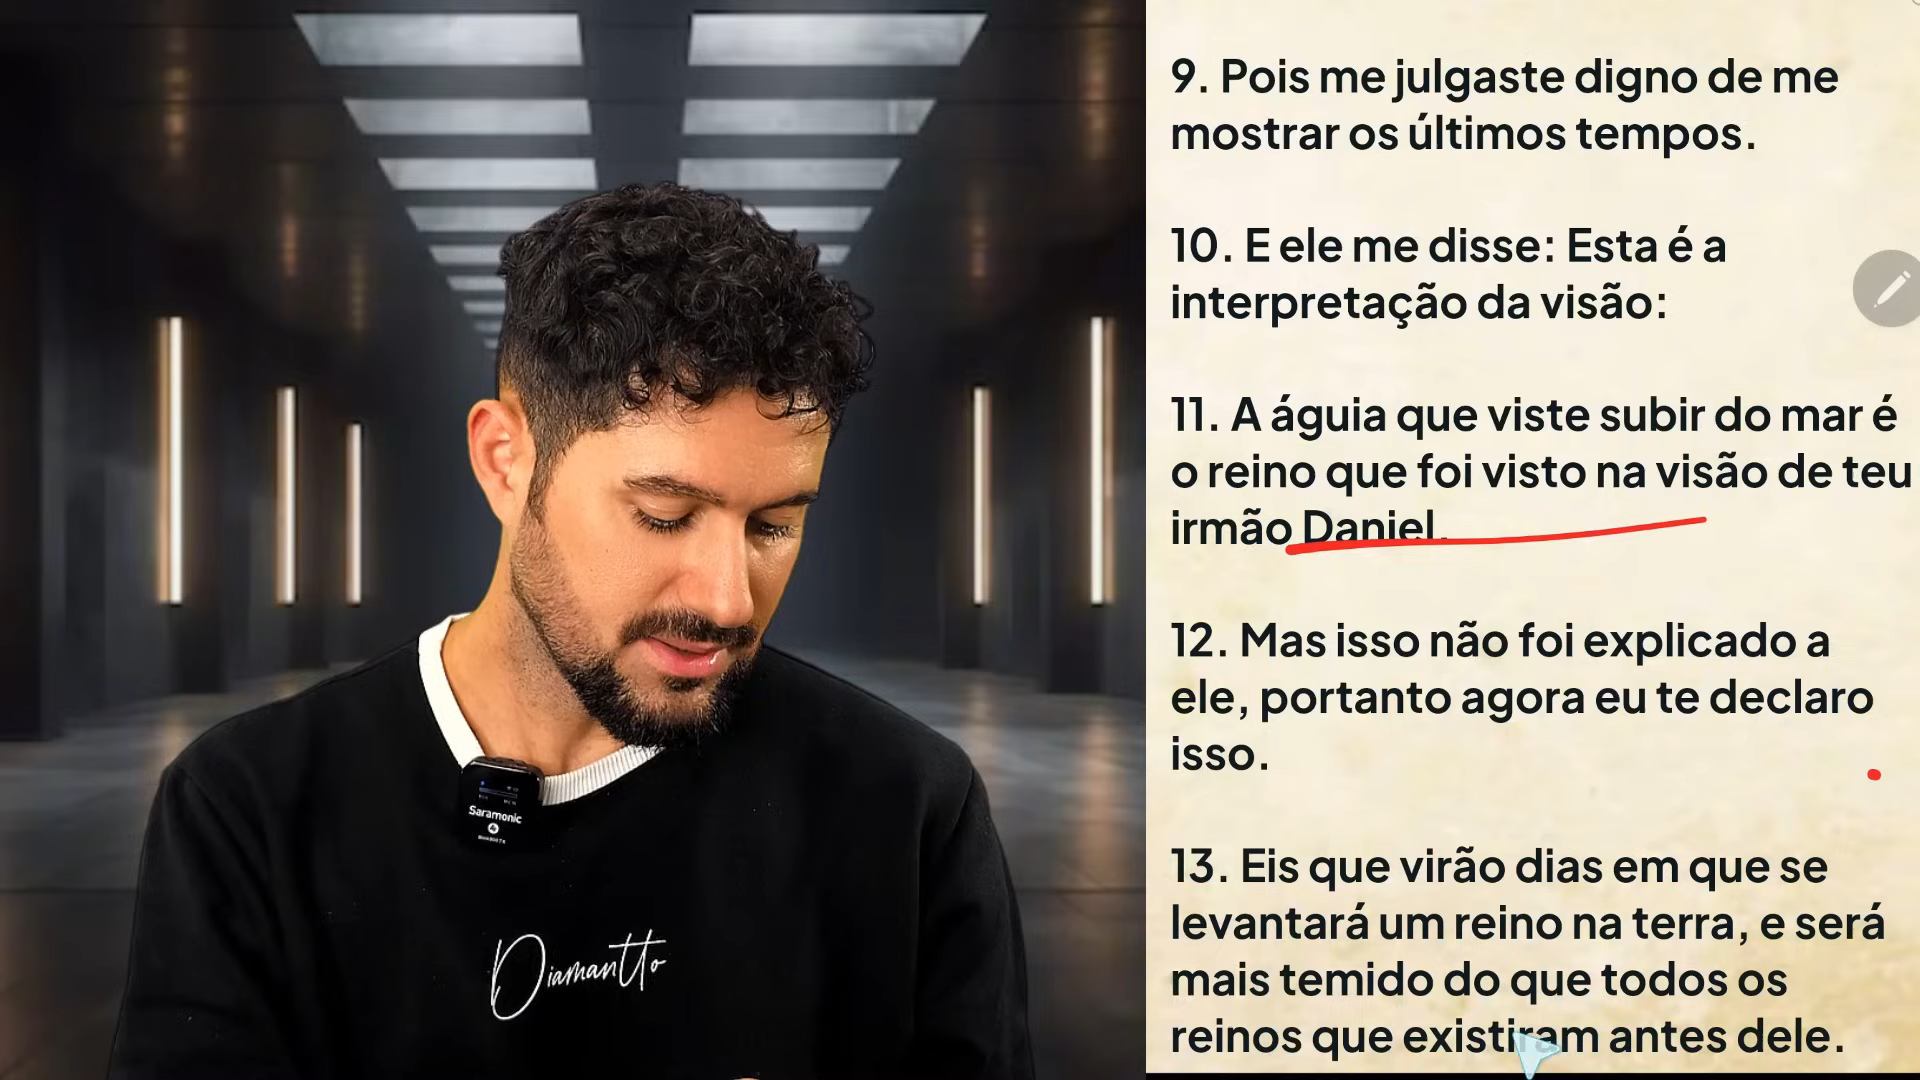 9. Pois me julgaste digno de me
mostrar os últimos tempos.
10. E ele me disse: Esta é a
interpretação da visão:
11. A águia que viste subir do mar é
o reino que foi visto na visão de teu
irmão Daniel.
12. Mas isso não foi explicado a
ele, portanto agora eu te declaro
isso.
13. Eis que virão dias em que se
levantará um reino na terra, e será
mais temido do que todos os
reinos que existiram antes dele.
Saramonic
Diamantto